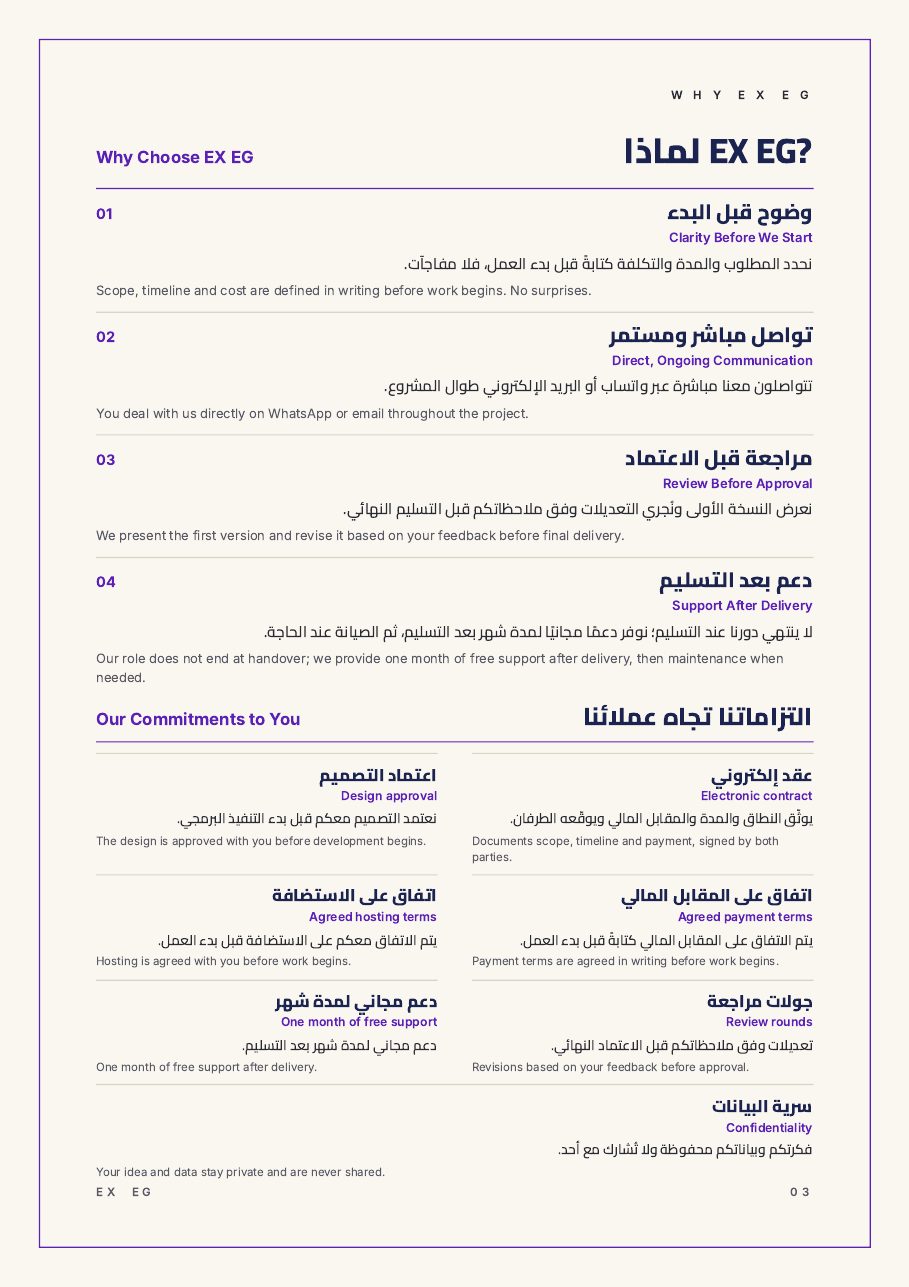 WHY EX EG
لماذا EX EG?
Why Choose EX EG
وضوح قبل البدء
01
Clarity Before We Start
نحدد المطلوب والمدة والتكلفة كتابةً قبل بدء العمل، فلا مفاجآت.
Scope, timeline and cost are defined in writing before work begins. No surprises.
تواصل مباشر ومستمر
02
Direct, Ongoing Communication
تتواصلون معنا مباشرة عبر واتساب أو البريد الإلكتروني طوال المشروع.
You deal with us directly on WhatsApp or email throughout the project.
مراجعة قبل الاعتماد
03
Review Before Approval
نعرض النسخة الأولى ونُجري التعديلات وفق ملاحظاتكم قبل التسليم النهائي.
We present the first version and revise it based on your feedback before final delivery.
دعم بعد التسليم
04
Support After Delivery
لا ينتهي دورنا عند التسليم؛ نوفر دعمًا مجانيًا لمدة شهر بعد التسليم، ثم الصيانة عند الحاجة.
Our role does not end at handover; we provide one month of free support after delivery, then maintenance when
needed.
التزاماتنا تجاه عملائنا
Our Commitments to You
عقد إلكتروني
Electronic contract
يوثّق النطاق والمدة والمقابل المالي ويوقّعه الطرفان.
Documents scope, timeline and payment, signed by both
parties.
اعتماد التصميم
Design approval
نعتمد التصميم معكم قبل بدء التنفيذ البرمجي.
The design is approved with you before development begins.
اتفاق على المقابل المالي
Agreed payment terms
يتم الاتفاق على المقابل المالي كتابةً قبل بدء العمل.
Payment terms are agreed in writing before work begins.
اتفاق على الاستضافة
Agreed hosting terms
يتم الاتفاق معكم على الاستضافة قبل بدء العمل.
Hosting is agreed with you before work begins.
جولات مراجعة
Review rounds
تعديلات وفق ملاحظاتكم قبل الاعتماد النهائي.
Revisions based on your feedback before approval.
دعم مجاني لمدة شهر
One month of free support
دعم مجاني لمدة شهر بعد التسليم.
One month of free support after delivery.
سرية البيانات
Confidentiality
فكرتكم وبياناتكم محفوظة ولا تُشارك مع أحد.
Your idea and data stay private and are never shared.
EX EG
03